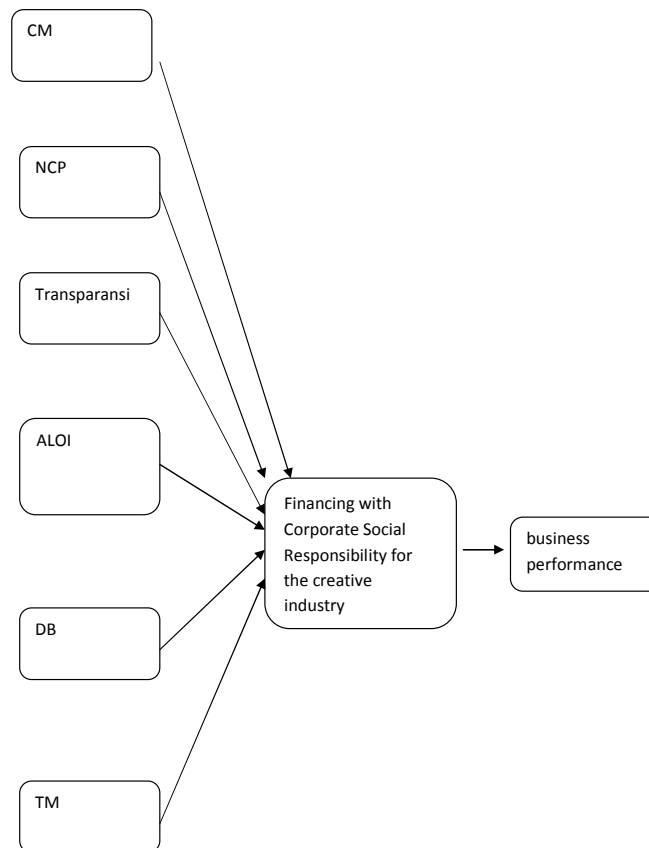 CM
NCP
Transparansi
ALOI
Financing with
Corporate Social
Responsibility for
the creative
industry
business
performance
DB
TM